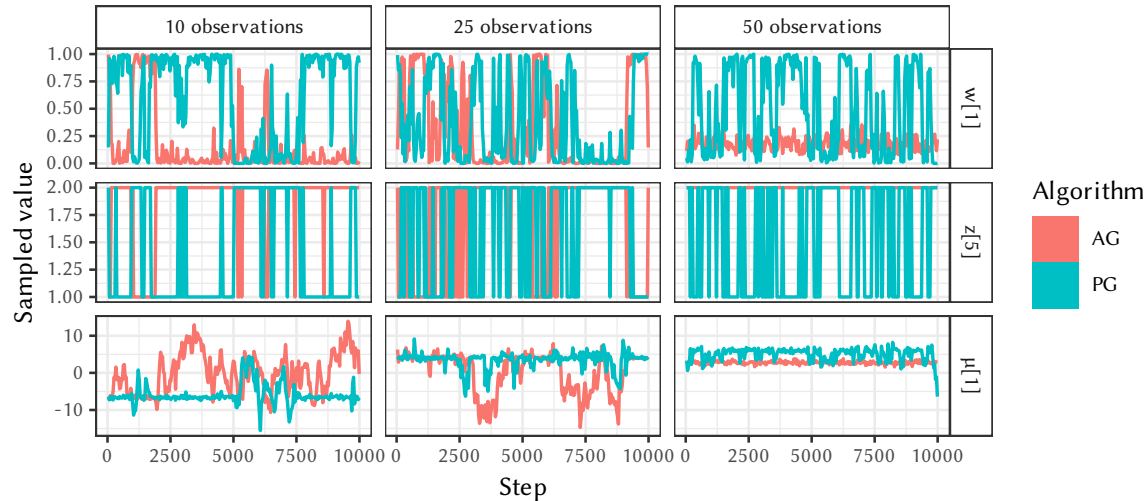 10 observations
25 observations
50 observations
Sampled value
1.00
0.75
0.50
0.25
0.00
w[1]
2.00
1.75
1.50
1.25
1.00
z[5]
10
0
-10
μ[1]
0 2500 5000 7500 10000
0 2500 5000 7500 10000
0 2500 5000 7500 10000
Step
Algorithm
AG
PG